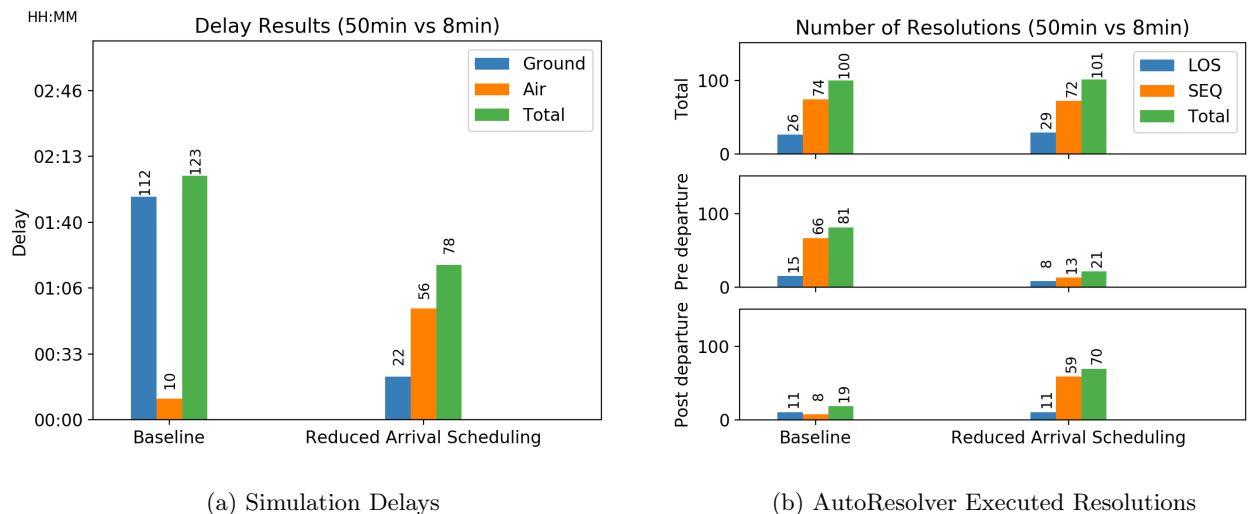 HH:MM
Delay Results (50min vs 8min)
Ground
Air
Total
Delay
02:46
02:13
01:40
01:06
00:33
00:00
112
10
123
22
56
78
Baseline
Reduced Arrival Scheduling
(a) Simulation Delays
Number of Resolutions (50min vs 8min)
LOS
SEQ
Total
Total
100
0
26
74
100
29
72
101
Pre departure
100
0
15
66
81
8
13
21
Post departure
100
0
11
8
19
11
59
70
Baseline
Reduced Arrival Scheduling
(b) AutoResolver Executed Resolutions